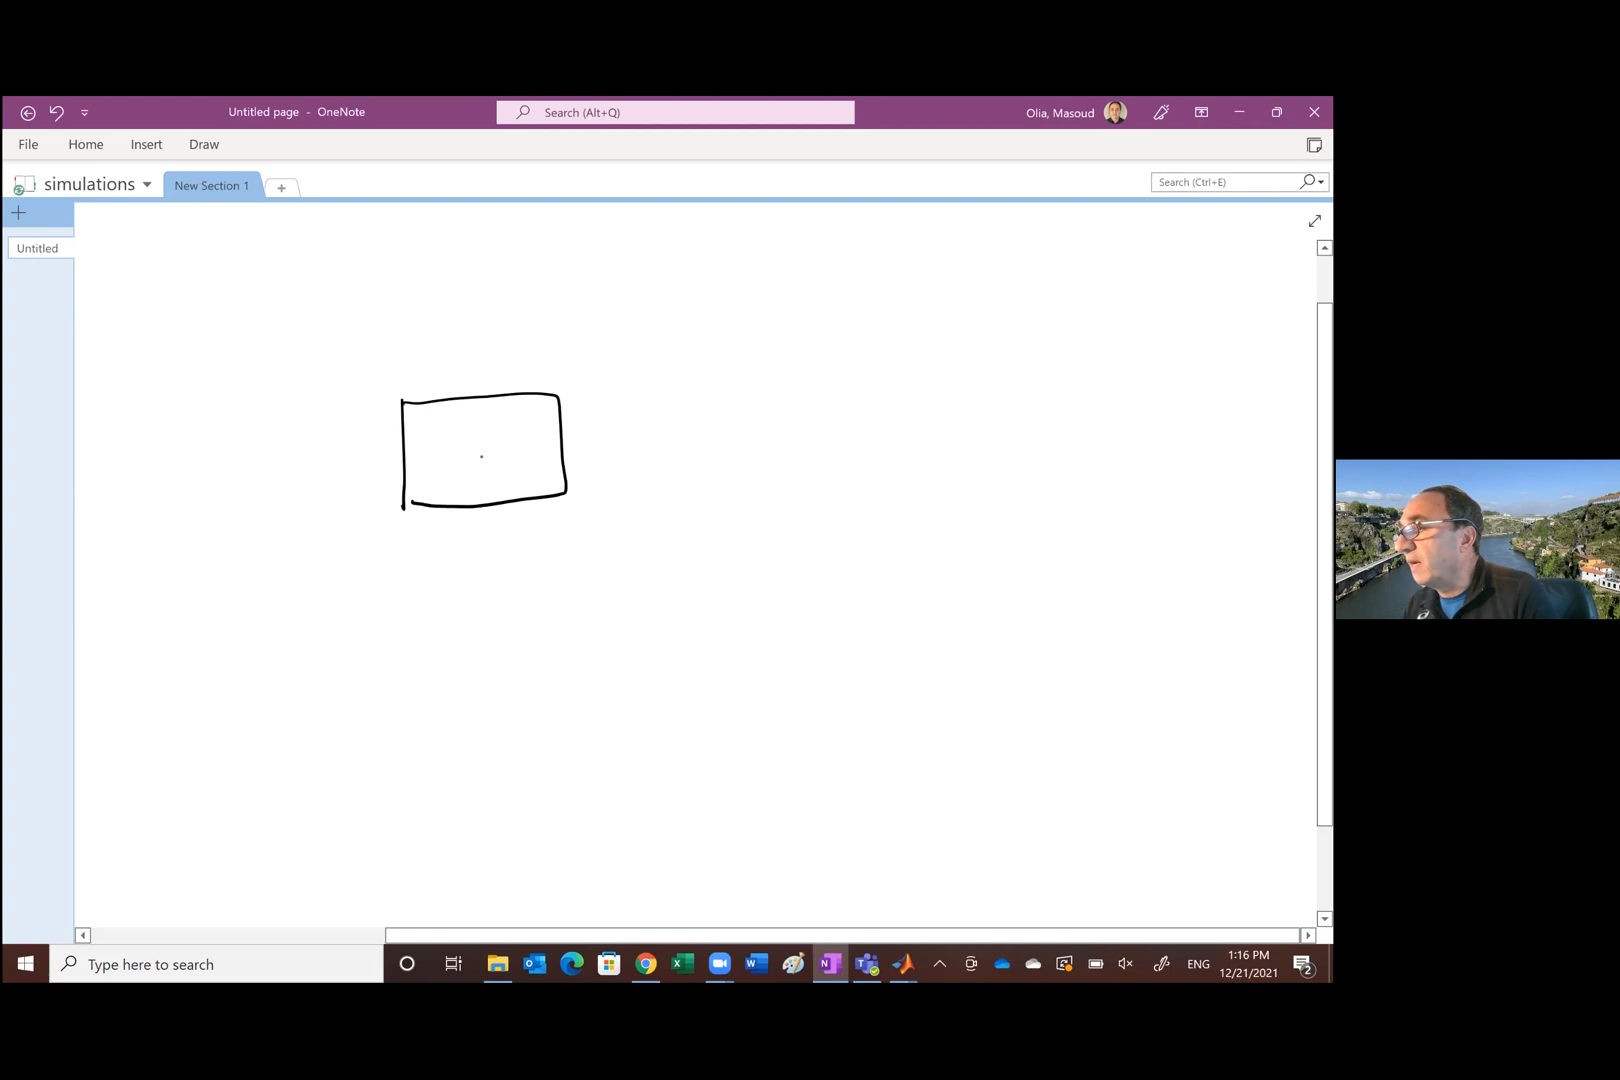 Untitled page - OneNote
Search (Alt+Q)
Olia, Masoud
File Home Insert Draw
simulations
New Section 1
Search (Ctrl+E)
Untitled
Type here to search
ENG
1:16 PM
12/21/2021
2